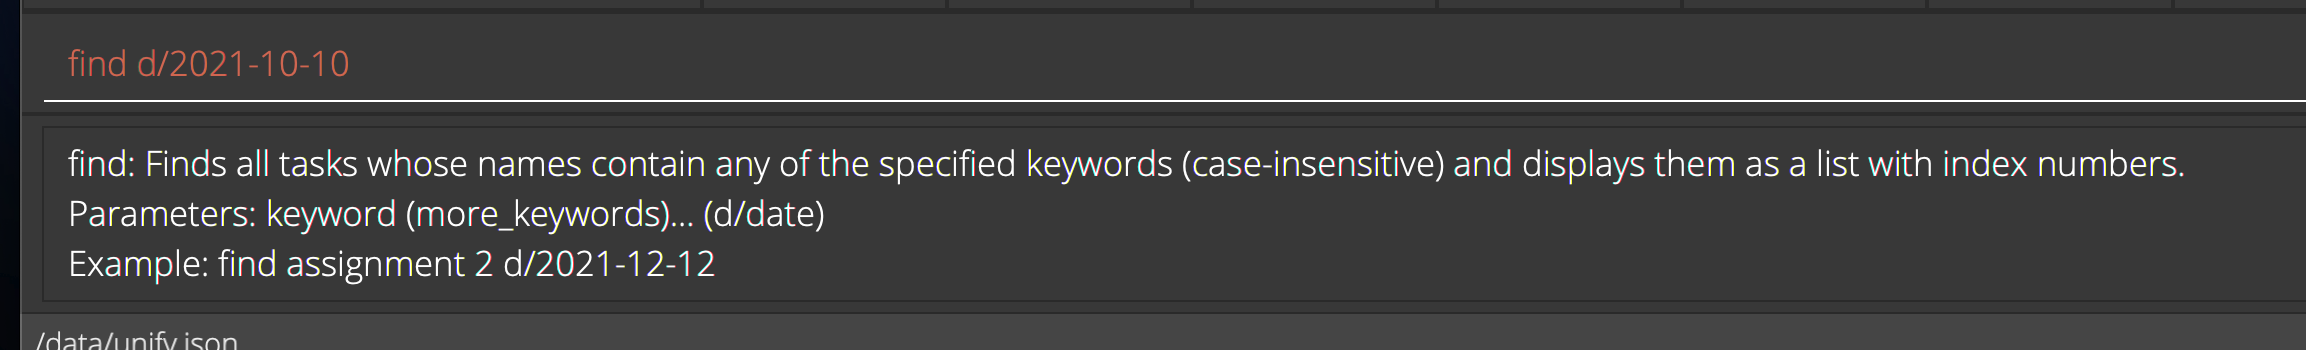 find d/2021-10-10
find: Finds all tasks whose names contain any of the specified keywords (case-insensitive) and displays them as a list with index numbers.
Parameters: keyword (more_keywords)... (d/date)
Example: find assignment 2 d/2021-12-12
/data/unify.json